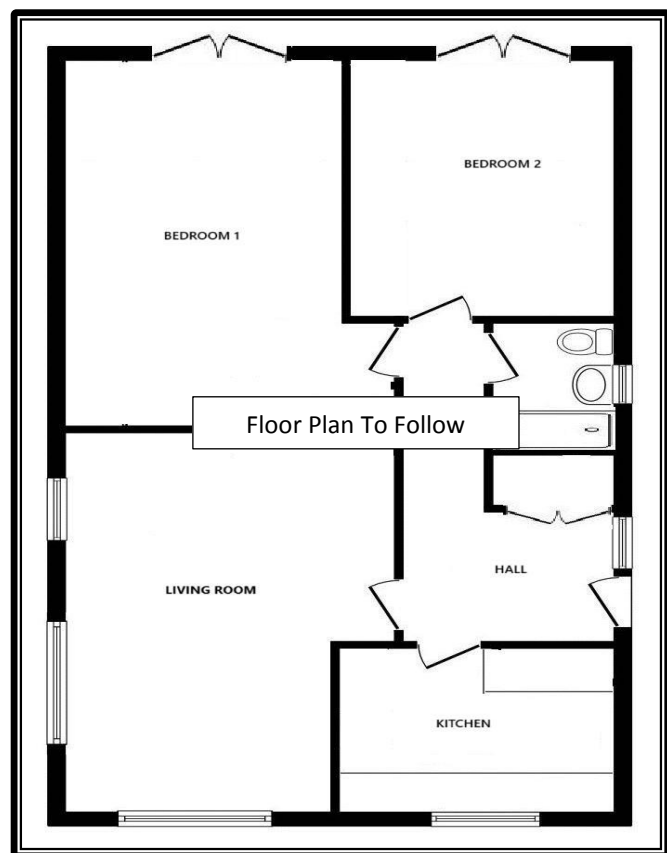 BEDROOM 2
BEDROOM 1
Floor Plan To Follow
HALL
LIVING ROOM
KITCHEN